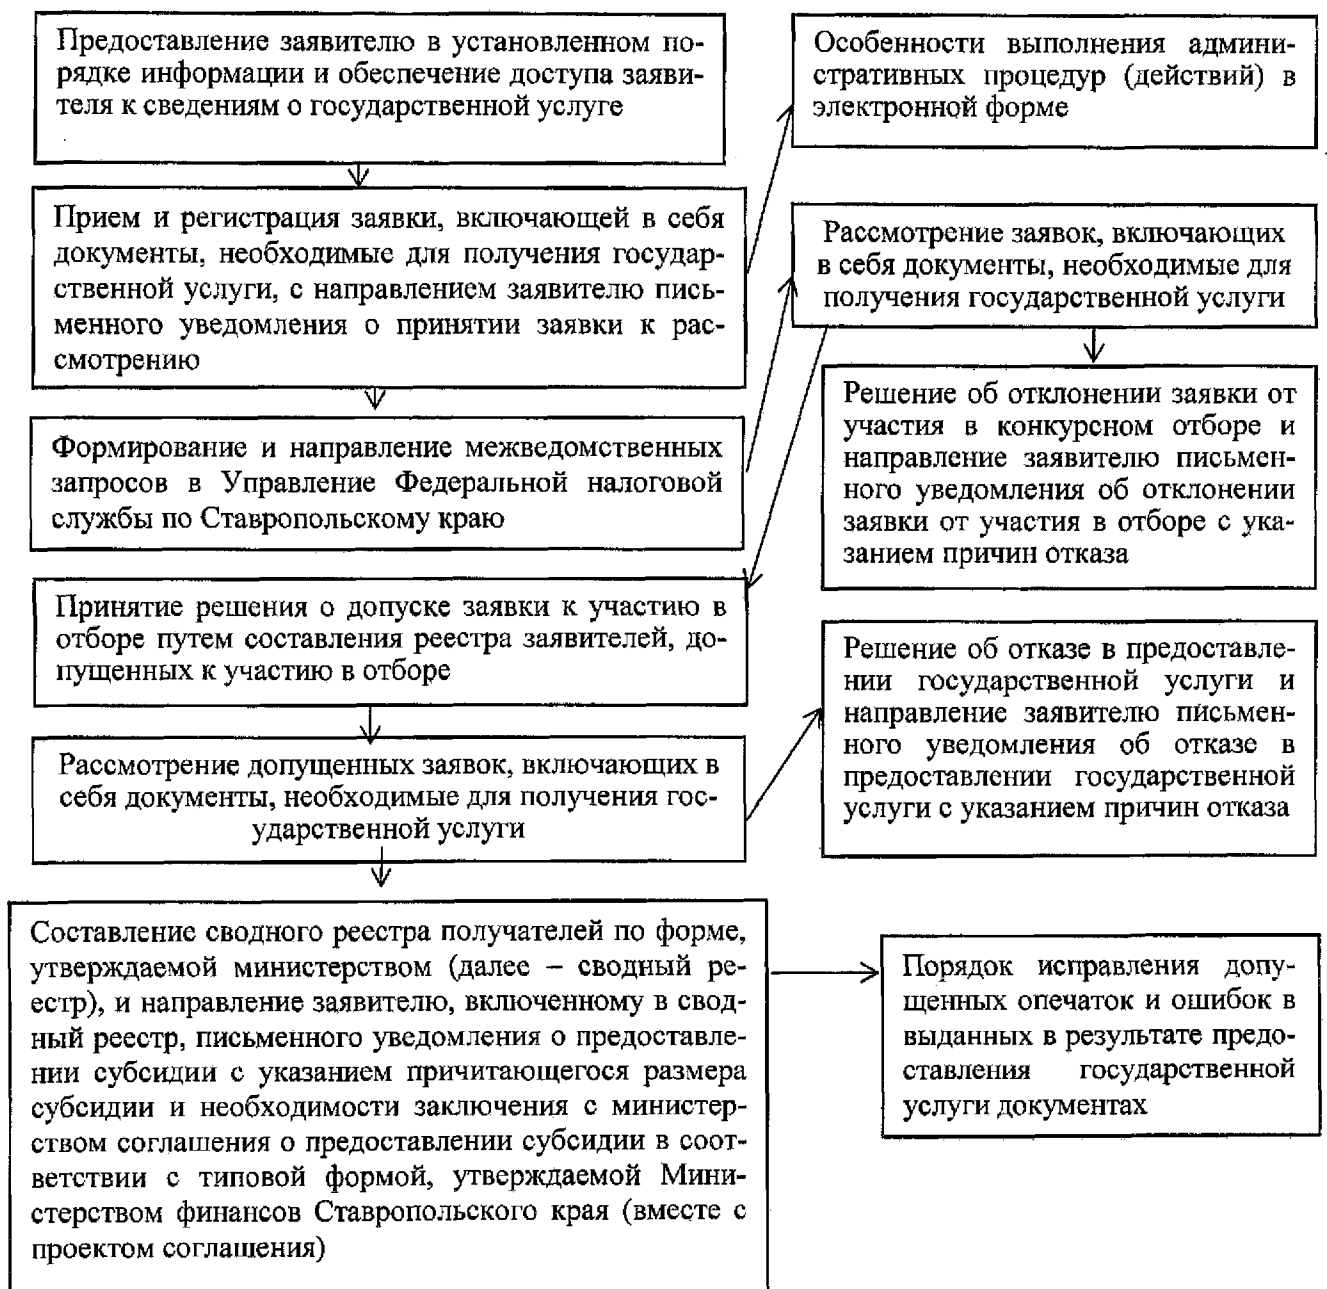 Предоставление заявителю в установленном по-
рядке информации и обеспечение доступа заяви-
теля к сведениям о государственной услуге
Особенности выполнения админи-
стративных процедур (действий) в
электронной форме
Прием и регистрация заявки, включающей в себя
документы, необходимые для получения государ-
ственной услуги, с направлением заявителю пись-
менного уведомления о принятии заявки к рас-
смотрению
Рассмотрение заявок, включающих
в себя документы, необходимые для
получения государственной услуги
Формирование и направление межведомственных
запросов в Управление Федеральной налоговой
службы по Ставропольскому краю
Решение об отклонении заявки от
участия в конкурсном отборе и
направление заявителю письмен-
ного уведомления об отклонении
заявки от участия в отборе с ука-
занием причин отказа
Принятие решения о допуске заявки к участию в
отборе путем составления реестра заявителей, до-
пущенных к участию в отборе
Решение об отказе в предоставле-
нии государственной услуги и
направление заявителю письмен-
ного уведомления об отказе в
предоставлении государственной
услуги с указанием причин отказа
Рассмотрение допущенных заявок, включающих в
себя документы, необходимые для получения гос-
ударственной услуги
Составление сводного реестра получателей по форме,
утверждаемой министерством (далее – сводный ре-
естр), и направление заявителю, включенному в свод-
ный реестр, письменного уведомления о предоставле-
нии субсидии с указанием причитающегося размера
субсидии и необходимости заключения с министер-
ством соглашения о предоставлении субсидии в соот-
ветствии с типовой формой, утверждаемой Мини-
стерством финансов Ставропольского края (вместе с
проектом соглашения)
Порядок исправления допу-
щенных опечаток и ошибок в
выданных в результате предо-
ставления государственной
услуги документах